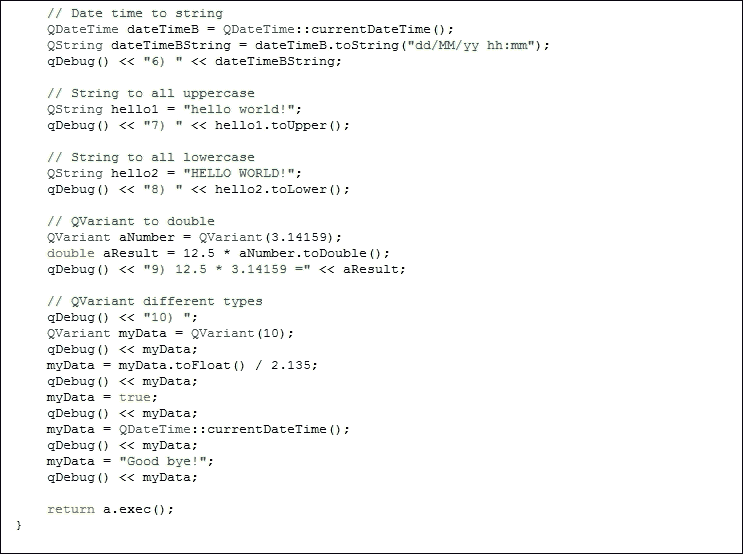 // Date time to string
QDateTime dateTimeB = QDateTime::currentDateTime();
QString dateTimeBString = dateTimeB.toString("dd/MM/yy hh:mm");
qDebug() << "6) " << dateTimeBString;

// String to all uppercase
QString hello1 = "hello world!";
qDebug() << "7) " << hello1.toUpper();

// String to all lowercase
QString hello2 = "HELLO WORLD!";
qDebug() << "8) " << hello2.toLower();

// QVariant to double
QVariant aNumber = QVariant(3.14159);
double aResult = 12.5 * aNumber.toDouble();
qDebug() << "9) 12.5 * 3.14159 =" << aResult;

// QVariant different types
qDebug() << "10) ";
QVariant myData = QVariant(10);
qDebug() << myData;
myData = myData.toFloat() / 2.135;
qDebug() << myData;
myData = true;
qDebug() << myData;
myData = QDateTime::currentDateTime();
qDebug() << myData;
myData = "Good bye!";
qDebug() << myData;

return a.exec();
}